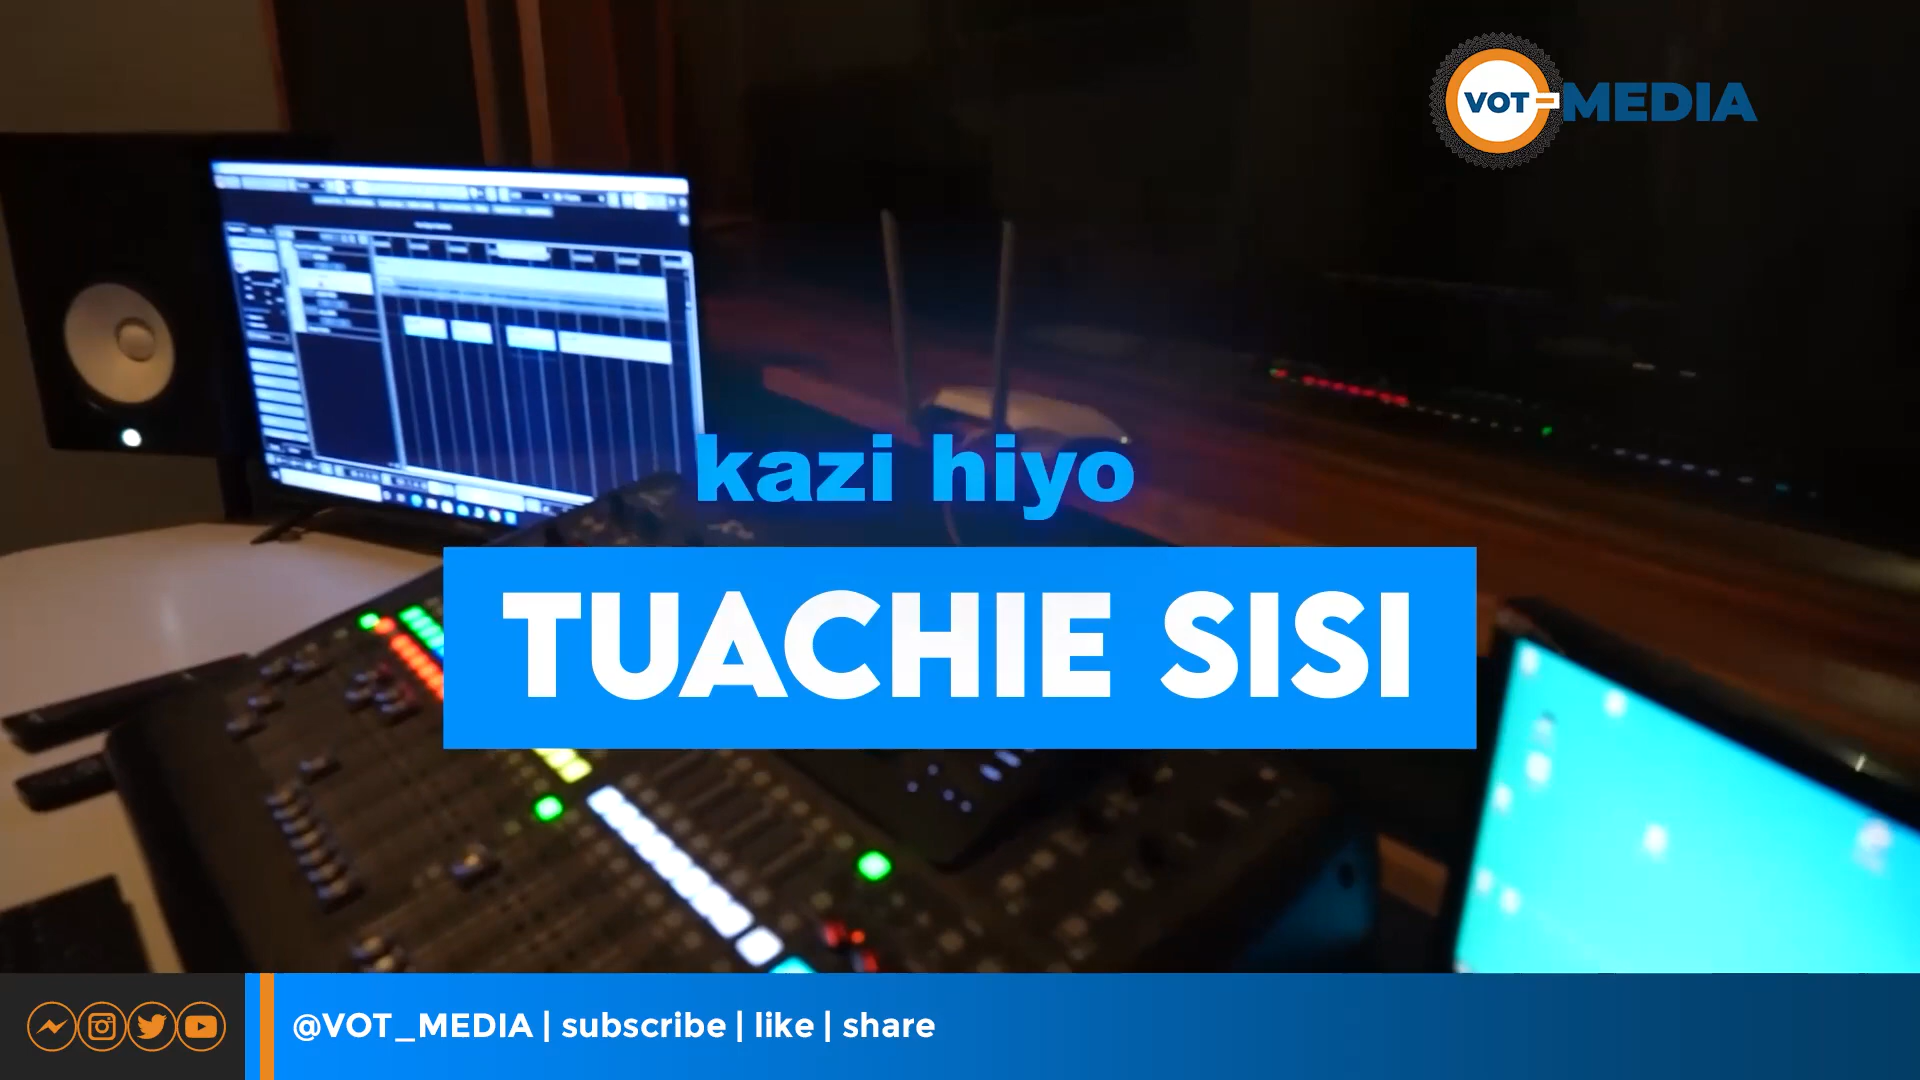 VOT-MEDIA
kazi hiyo
TUACHIE SISI
@VOT_MEDIA | subscribe | like | share